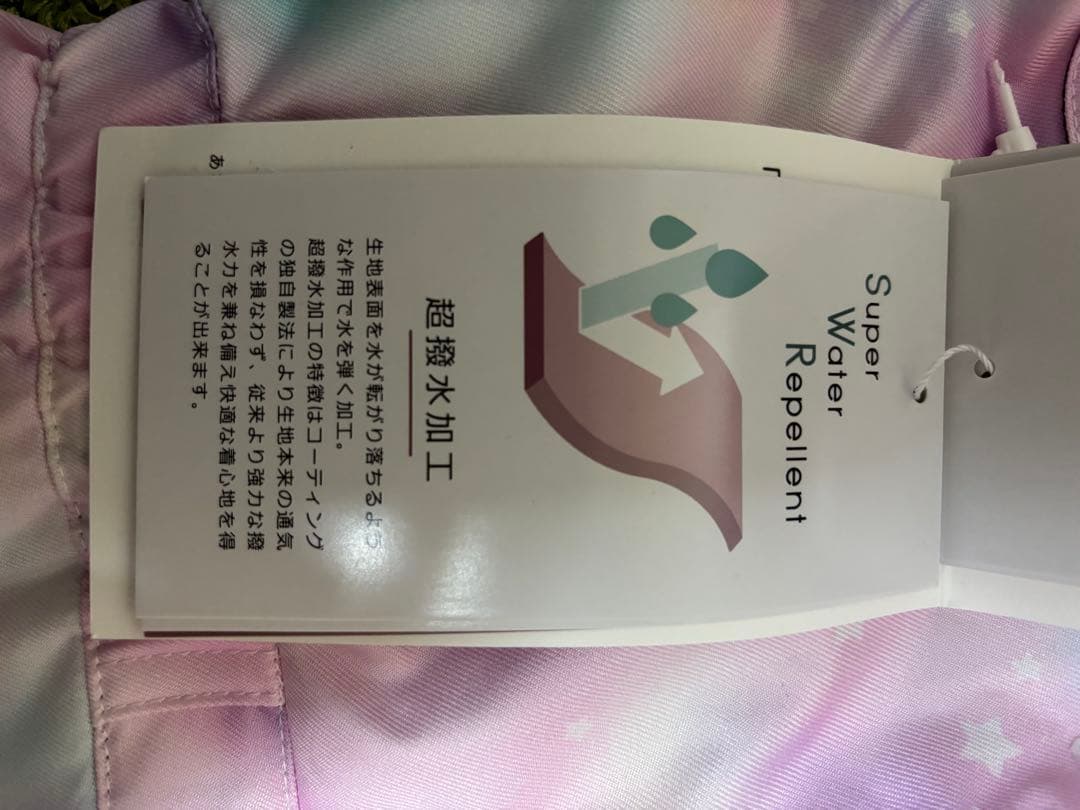 Super
Water
Repellent
超撥水加工
生地表面を水が転がり落ちるよう
な作用で水を弾く加工。
超撥水加工の特徴はコーティング
の独自製法により生地本来の通気
性を損なわず、従来より強力な撥
水力を兼ね備え快適な着心地を得
ることが出来ます。
あ